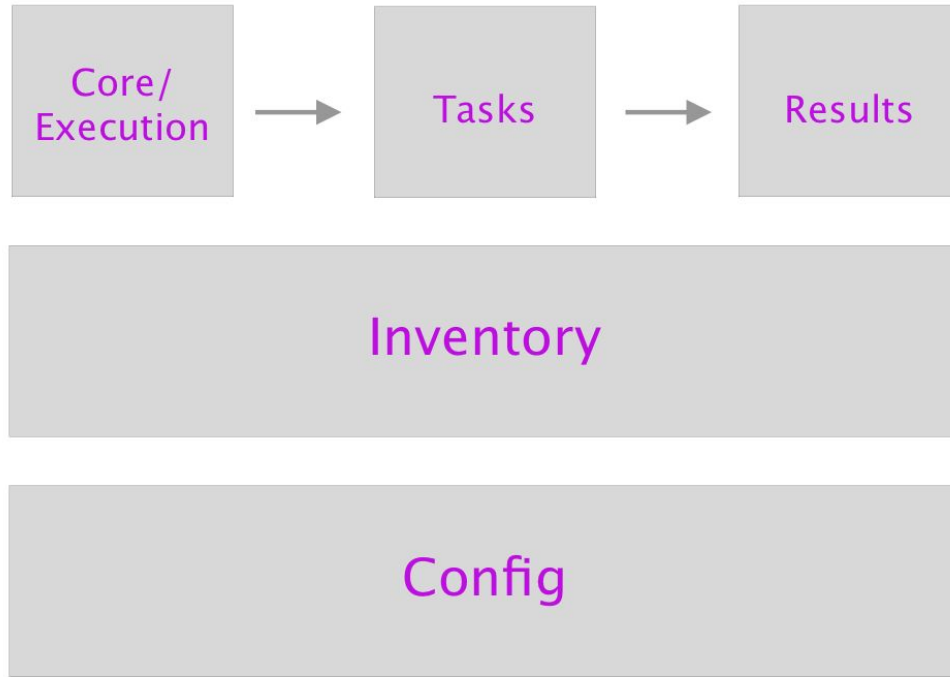 Core/
Execution
Tasks
Results
Inventory
Config